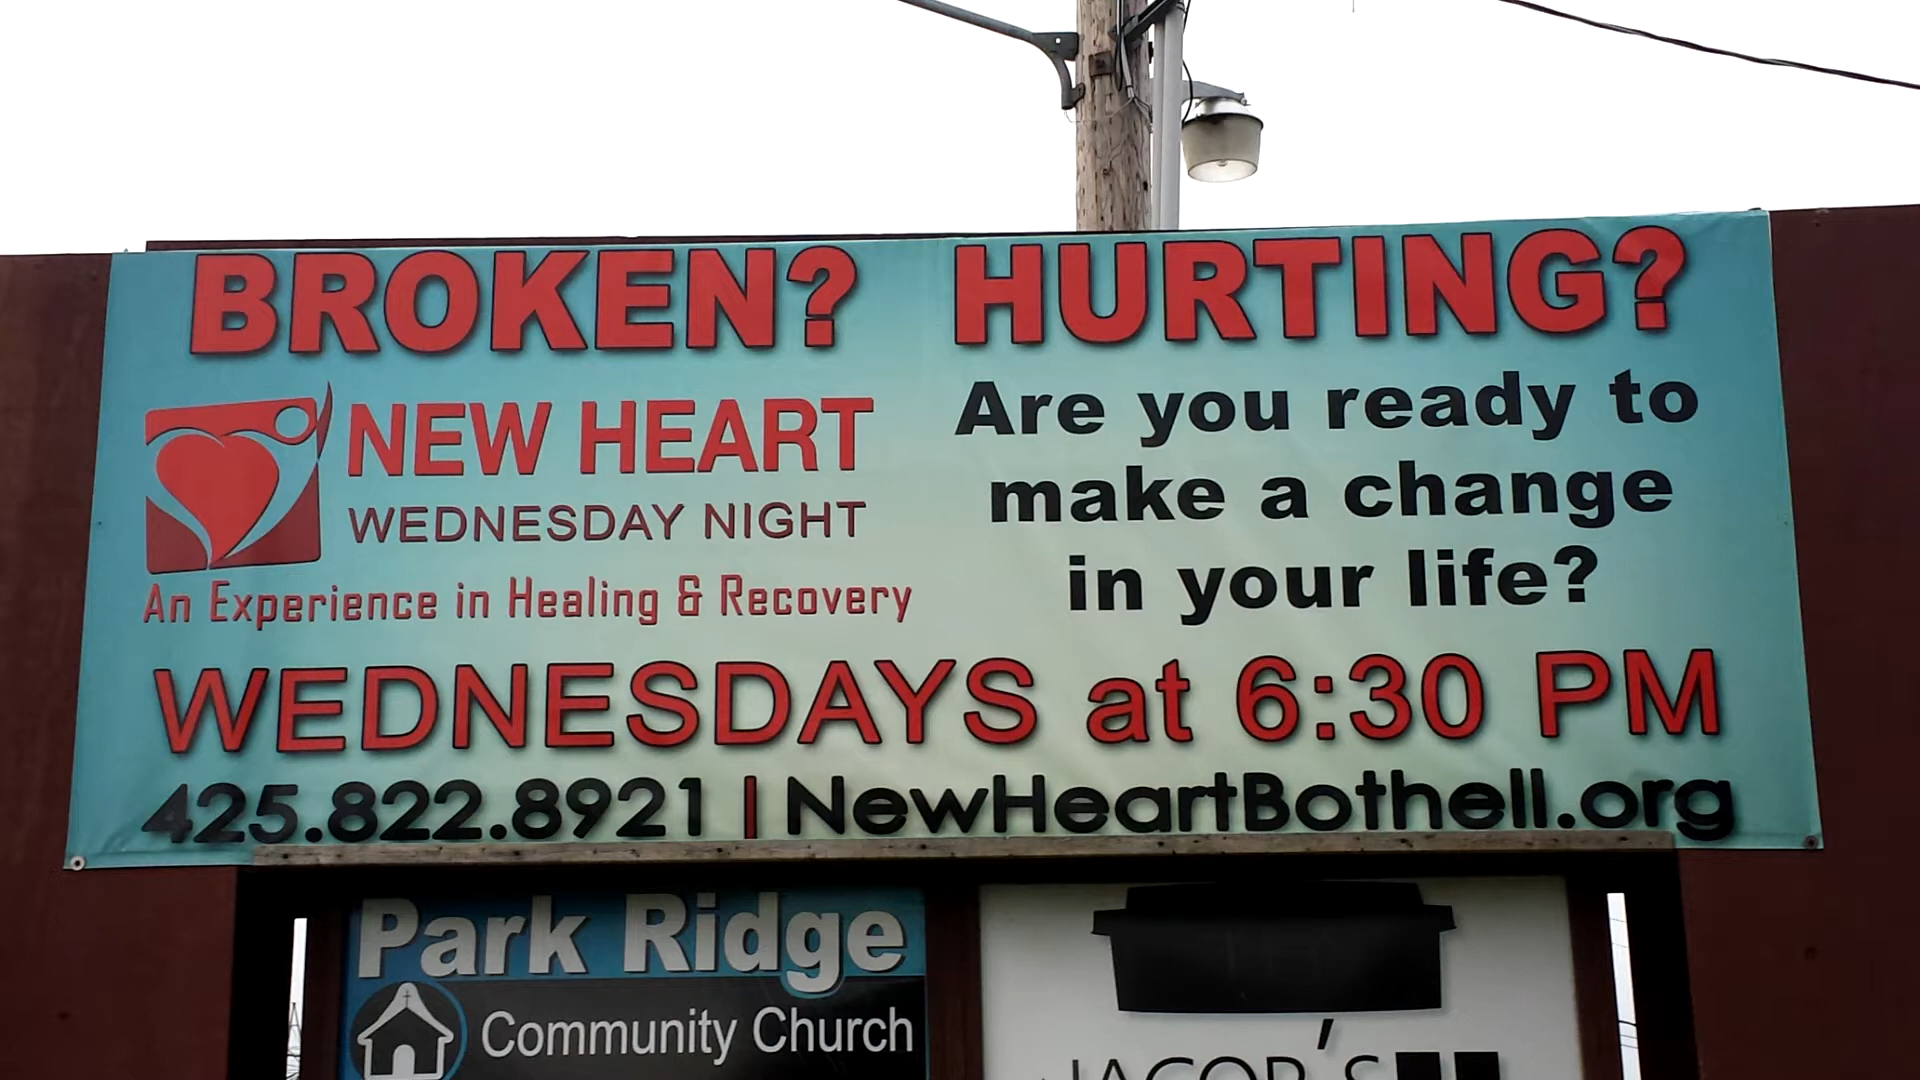 BROKEN? HURTING?
NEW HEART
WEDNESDAY NIGHT
An Experience in Healing & Recovery
Are you ready to
make a change
in your life?
WEDNESDAYS at 6:30 PM
425.822.8921 | NewHeartBothell.org
Park Ridge
Community Church
JACOB'S